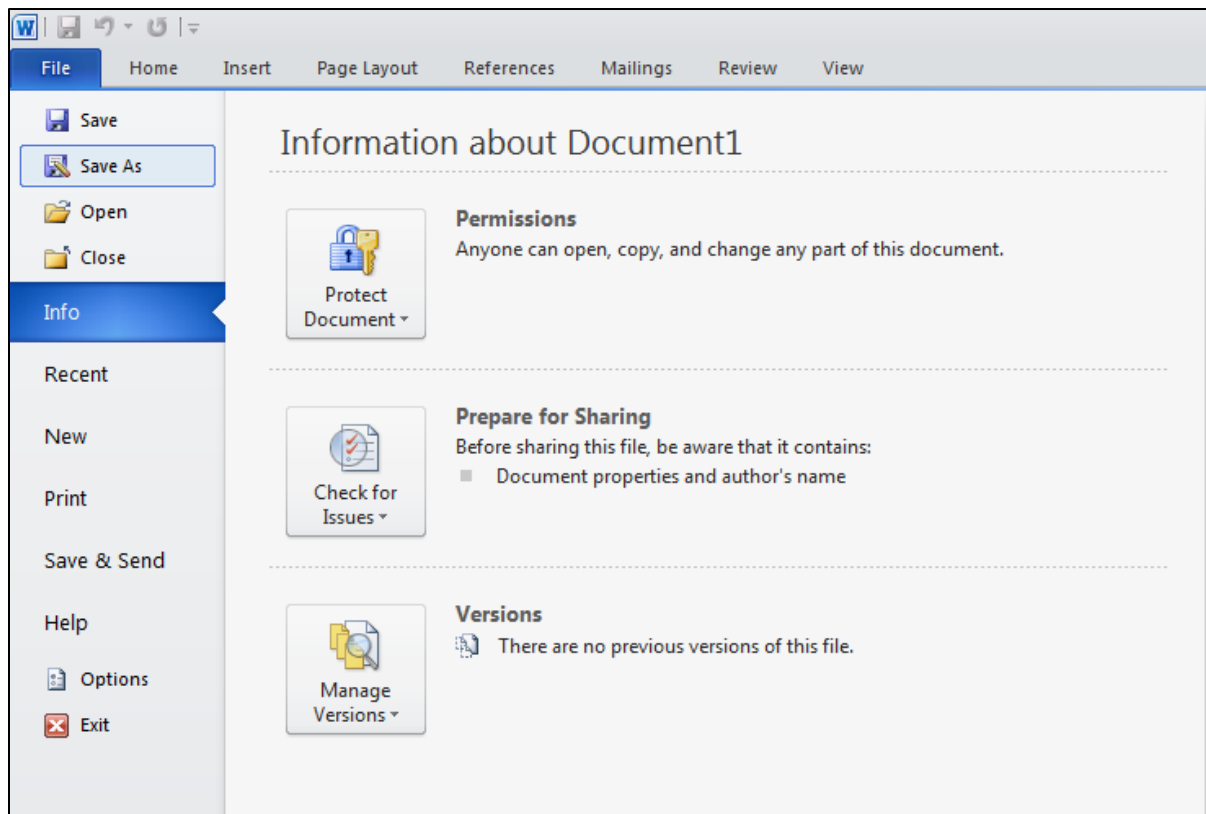 W
File Home Insert Page Layout References Mailings Review View
Save
Save As
Open
Close
Info
Recent
New
Print
Save & Send
Help
Options
Exit
Information about Document1
Protect
Document
Permissions
Anyone can open, copy, and change any part of this document.
Check for
Issues
Prepare for Sharing
Before sharing this file, be aware that it contains:
Document properties and author's name
Manage
Versions
Versions
There are no previous versions of this file.